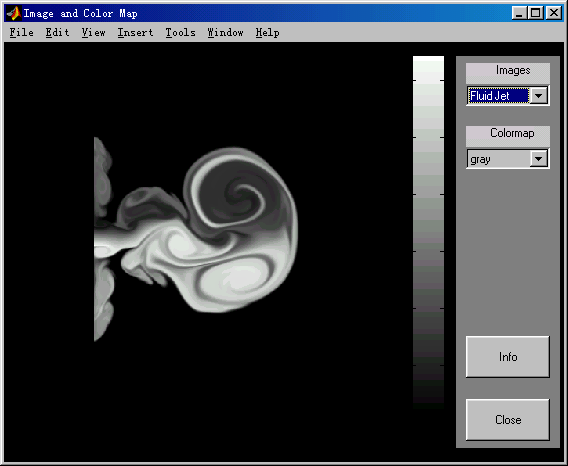 Image and Color Map
File Edit View Insert Tools Window Help
Images
Fluid Jet
Colormap
gray
Info
Close